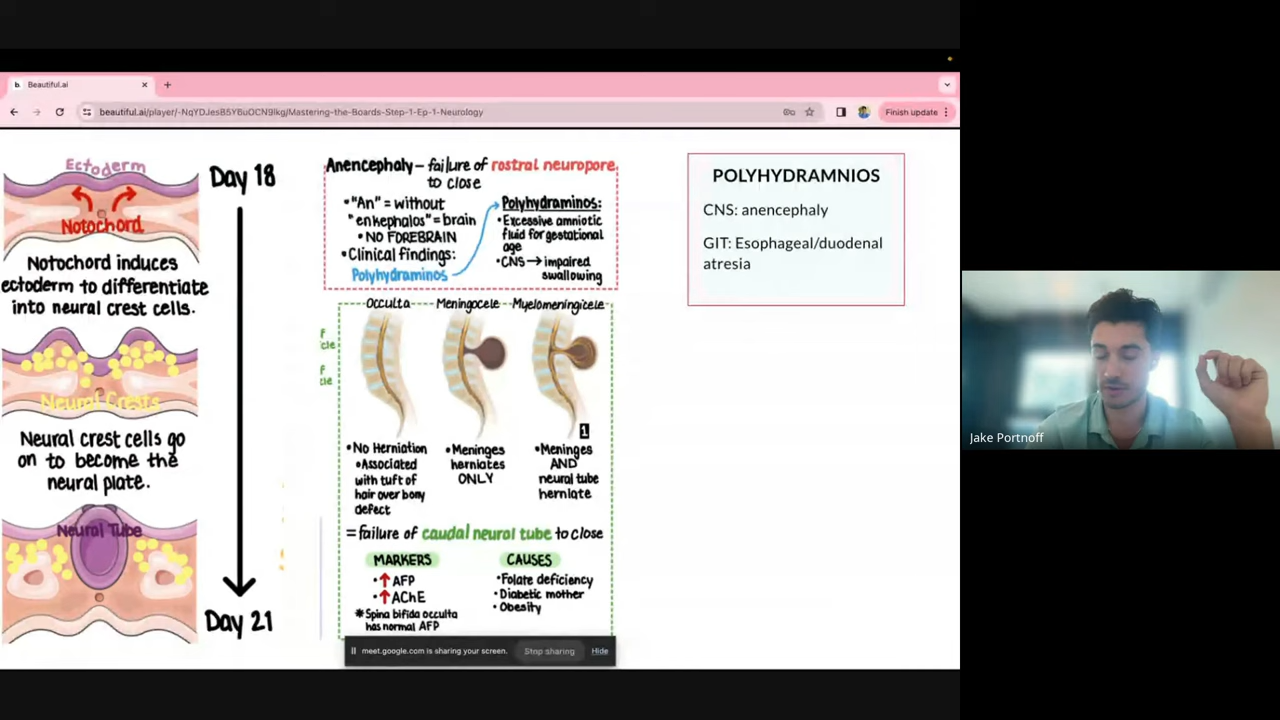 Beautiful.ai
beautiful.ai/player/-NqYDJesB5Y6uOCN9lkg/Mastering-the-Boards-Step-1-Ep-1-Neurology
Finish update
Ectoderm
Notochord
Notochord induces
ectoderm to differentiate
into neural crest cells.
Neural Crests
Neural crest cells go
on to become the
neural plate.
Neural Tube
Day 18
Day 21
Anencephaly – failure of rostral neuropore
to close
•"An" = without
"enkephalos" = brain
•NO FOREBRAIN
•Clinical findings:
Polyhydraminos
Polyhydraminos:
•Excessive amniotic
fluid for gestational
age
•CNS → impaired
swallowing
Occulta
Meningocele
Myelomeningicele
1
•No Herniation
•Associated
with tuft of
hair over bony
defect
•Meninges
herniates
ONLY
•Meninges
AND
neural tube
herniate
= failure of caudal neural tube to close
MARKERS
•↑ AFP
•↑ AChE
*Spina bifida occulta
has normal AFP
CAUSES
•Folate deficiency
•Diabetic mother
•Obesity
meet.google.com is sharing your screen.
Stop sharing
Hide
POLYHYDRAMNIOS
CNS: anencephaly
GIT: Esophageal/duodenal
atresia
Jake Portnoff